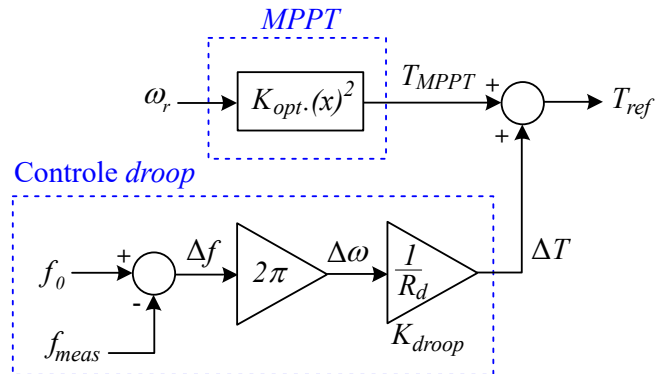 MPPT
ω_r
K_opt.(x)^2
T_MPPT
+
+
T_ref
Controle droop
f_0
+
-
Δf
2π
Δω
1
R_d
K_droop
ΔT
f_meas